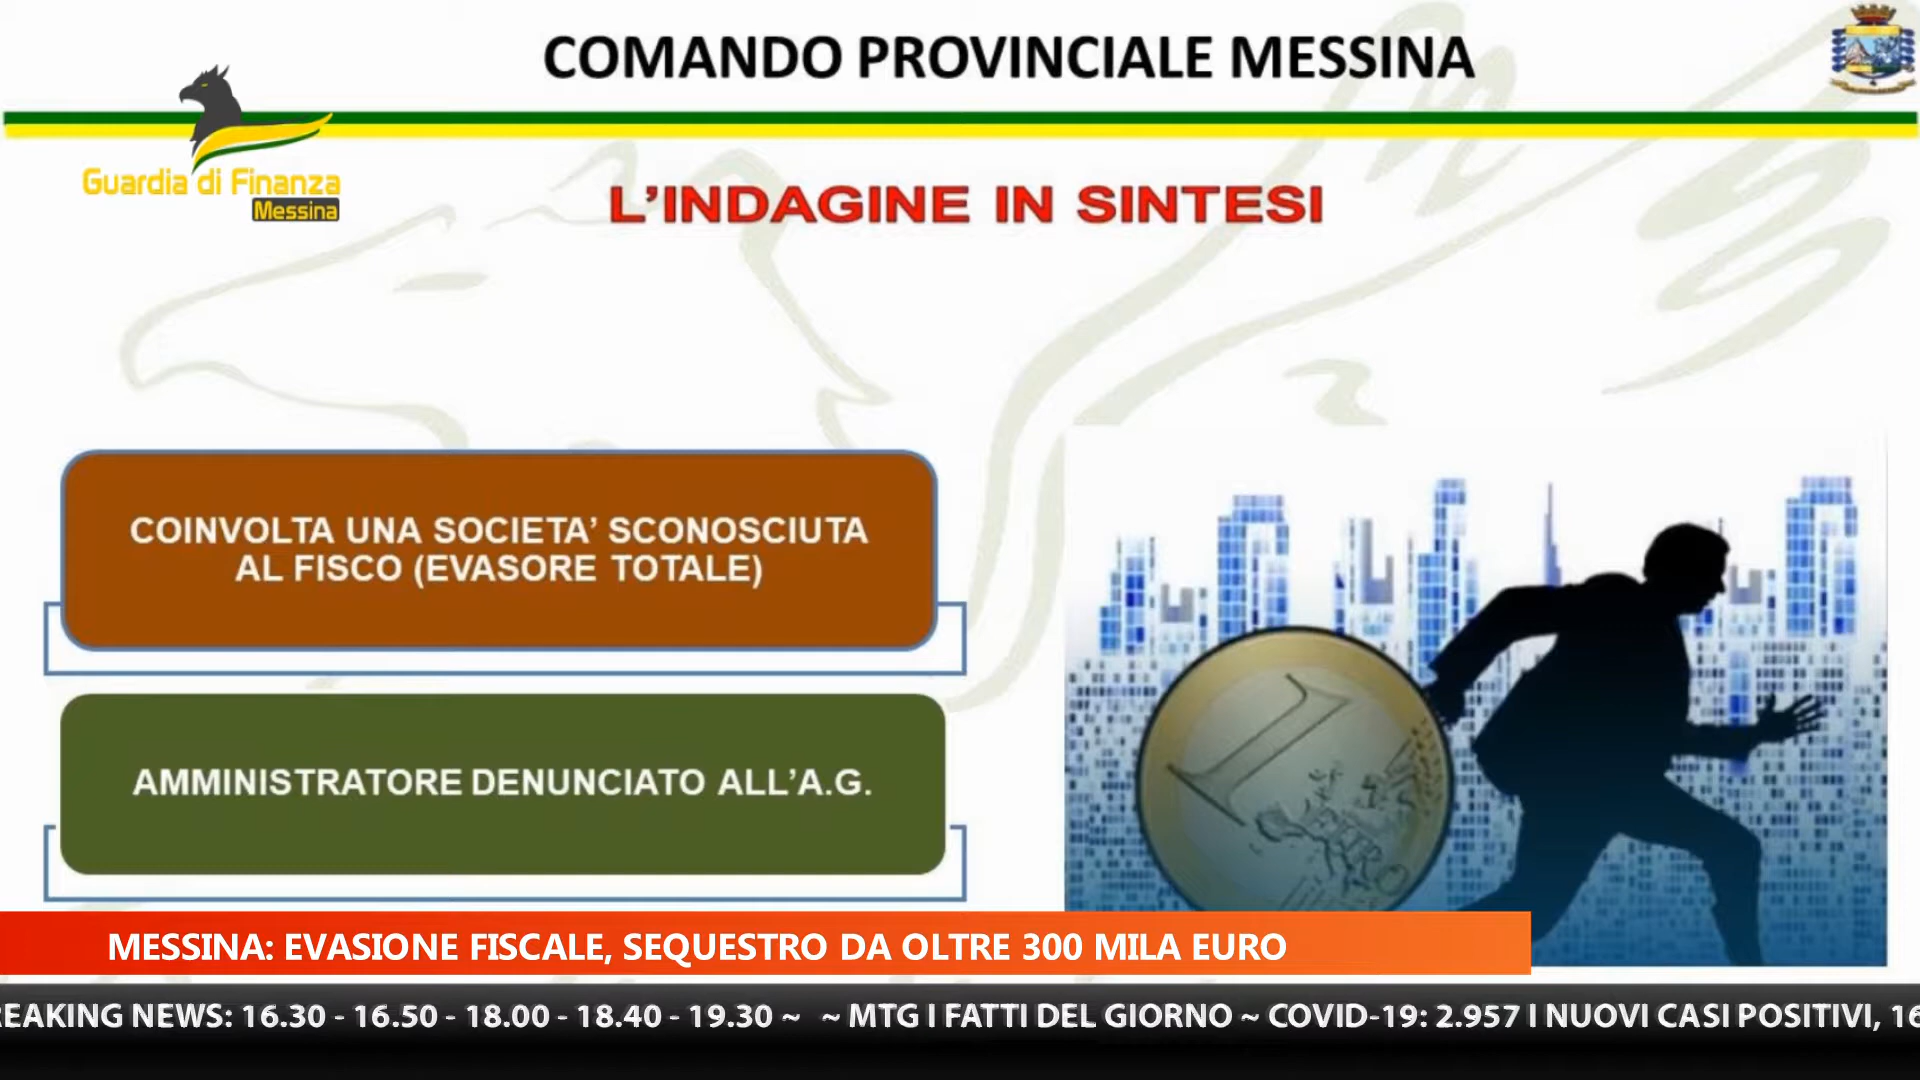 COMANDO PROVINCIALE MESSINA
Guardia di Finanza
Messina
L'INDAGINE IN SINTESI
COINVOLTA UNA SOCIETA' SCONOSCIUTA
AL FISCO (EVASORE TOTALE)
AMMINISTRATORE DENUNCIATO ALL'A.G.
MESSINA: EVASIONE FISCALE, SEQUESTRO DA OLTRE 300 MILA EURO
REAKING NEWS: 16.30 - 16.50 - 18.00 - 18.40 - 19.30 ~ ~ MTG I FATTI DEL GIORNO ~ COVID-19: 2.957 I NUOVI CASI POSITIVI, 16